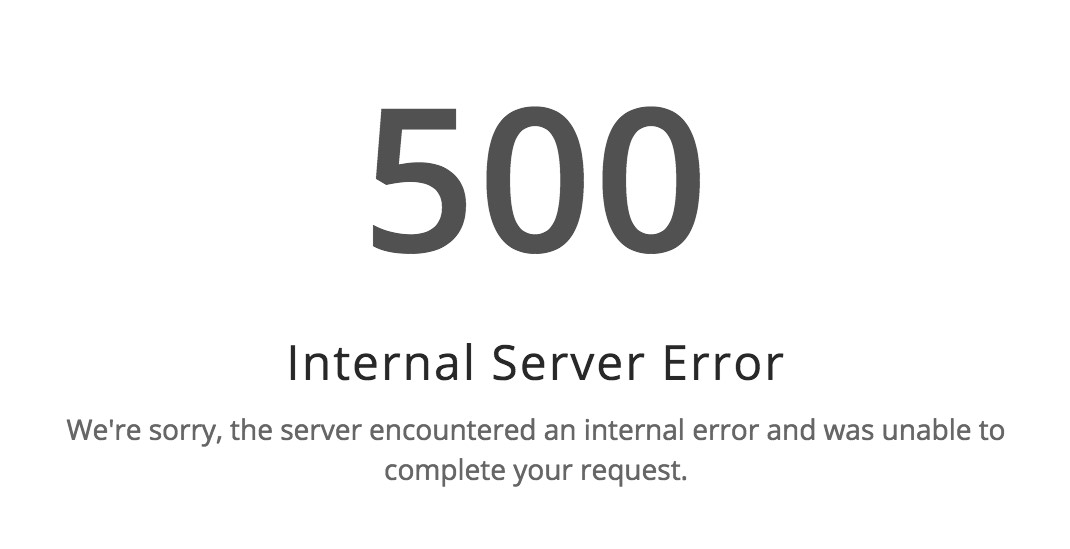 500
Internal Server Error
We're sorry, the server encountered an internal error and was unable to
complete your request.